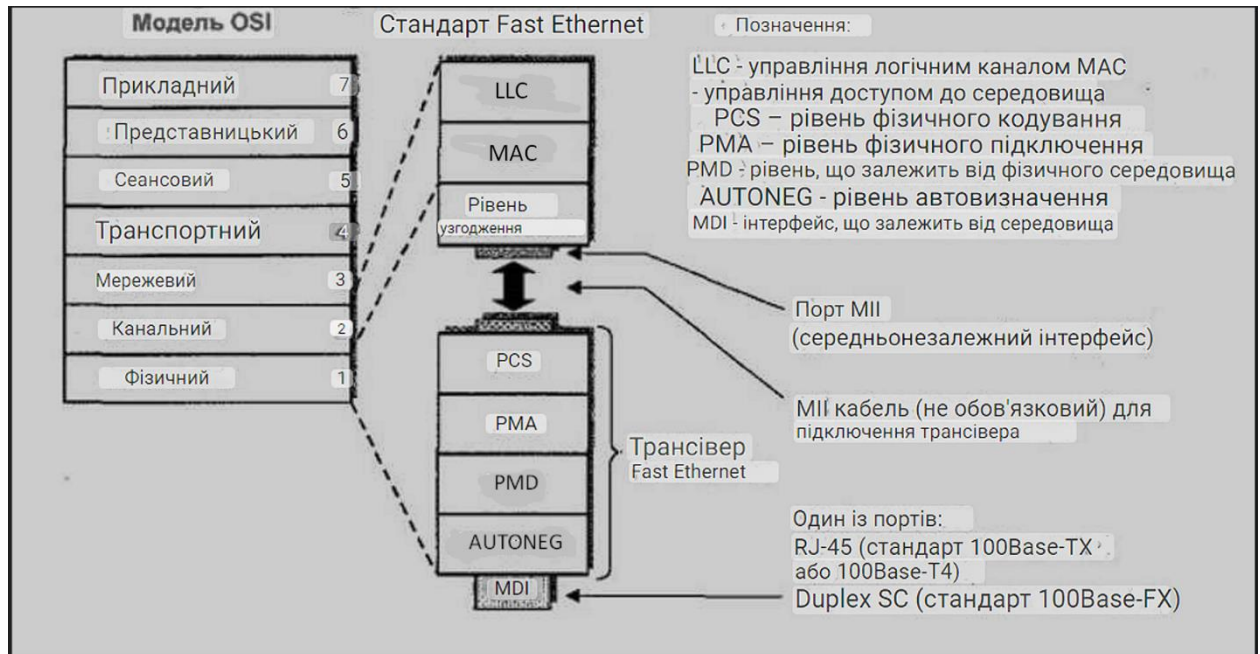 Модель OSI
Стандарт Fast Ethernet
Позначення:
Прикладний 7
Представницький 6
Сеансовий 5
Транспортний 4
Мережевий 3
Канальний 2
Фізичний 1
LLC
MAC
Рівень
узгодження
PCS
PMA
PMD
AUTONEG
MDI
Трансівер
Fast Ethernet
LLC - управління логічним каналом MAC
- управління доступом до середовища
PCS – рівень фізичного кодування
PMA – рівень фізичного підключення
PMD - рівень, що залежить від фізичного середовища
AUTONEG - рівень автовизначення
MDI - інтерфейс, що залежить від середовища
Порт MII
(середньонезалежний інтерфейс)
MII кабель (не обов'язковий) для
підключення трансівера
Один із портів:
RJ-45 (стандарт 100Base-TX
або 100Base-T4)
Duplex SC (стандарт 100Base-FX)